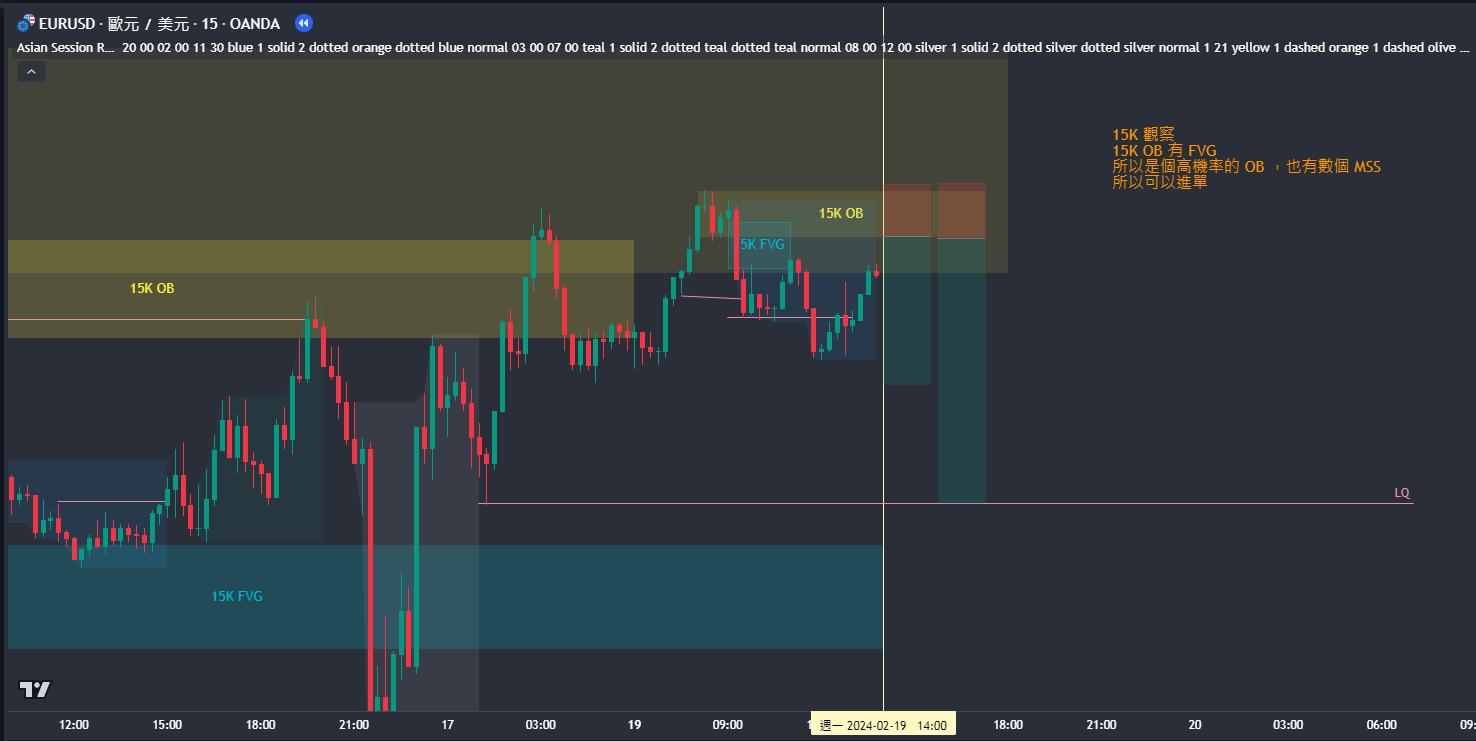 EURUSD · 歐元 / 美元 · 15 · OANDA
Asian Session R... 20 00 02 00 11 30 blue 1 solid 2 dotted orange dotted blue normal 03 00 07 00 teal 1 solid 2 dotted teal dotted teal normal 08 00 12 00 silver 1 solid 2 dotted silver dotted silver normal 1 21 yellow 1 dashed orange 1 dashed olive ...
15K 觀察
15K OB 有 FVG
所以是個高機率的 OB ，也有數個 MSS
所以可以進單
15K OB
5K FVG
15K OB
LQ
15K FVG
12:00 15:00 18:00 21:00 17 03:00 19 09:00 週一 2024-02-19 14:00 18:00 21:00 20 03:00 06:00